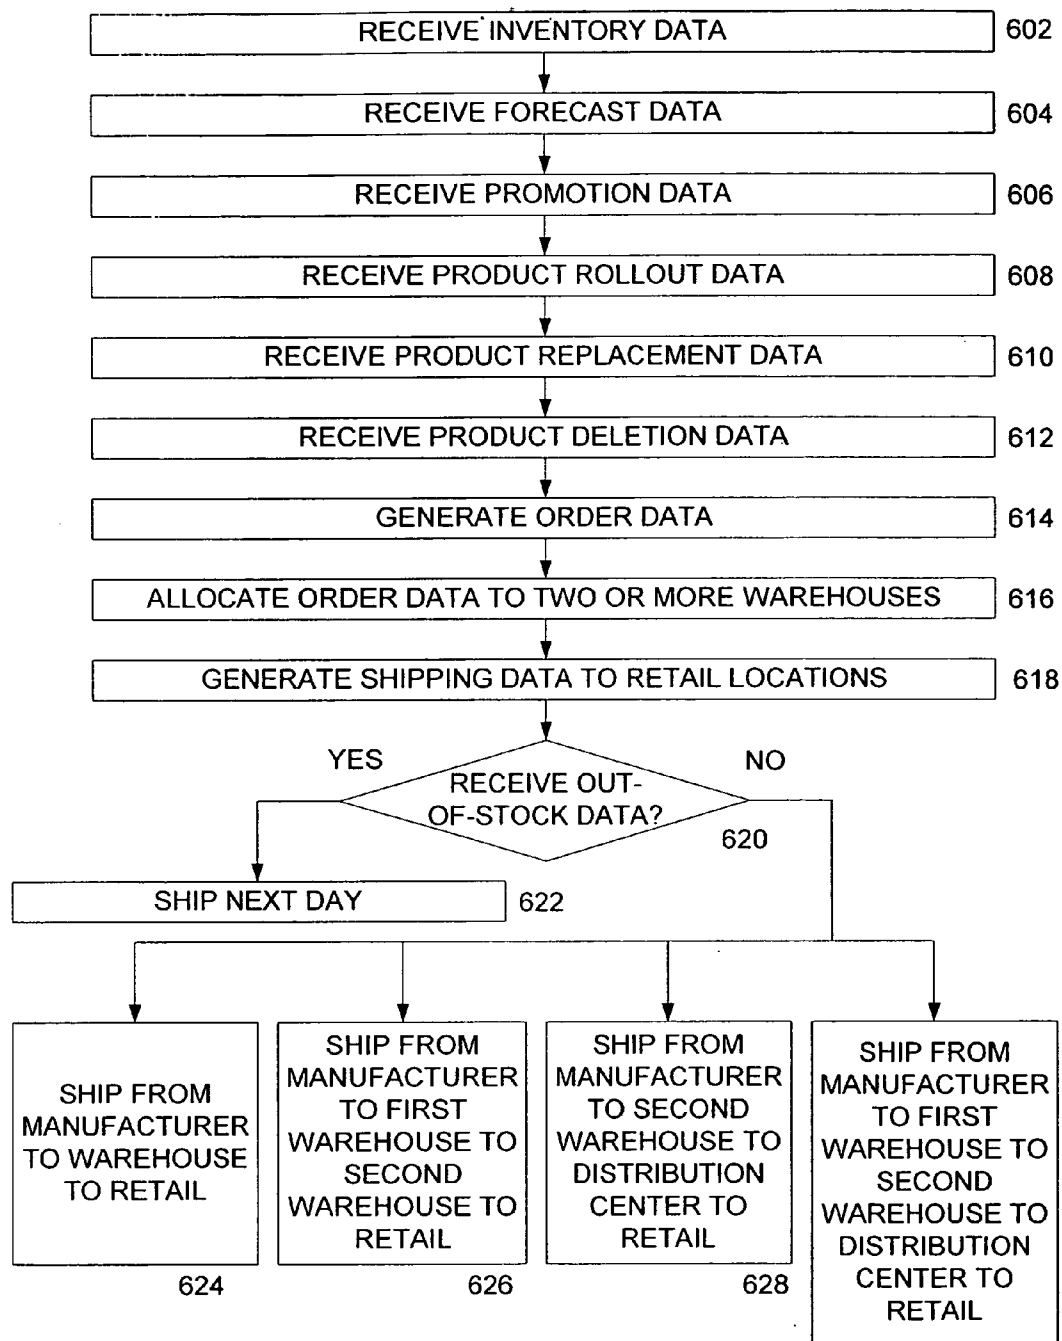 RECEIVE INVENTORY DATA 602
RECEIVE FORECAST DATA 604
RECEIVE PROMOTION DATA 606
RECEIVE PRODUCT ROLLOUT DATA 608
RECEIVE PRODUCT REPLACEMENT DATA 610
RECEIVE PRODUCT DELETION DATA 612
GENERATE ORDER DATA 614
ALLOCATE ORDER DATA TO TWO OR MORE WAREHOUSES 616
GENERATE SHIPPING DATA TO RETAIL LOCATIONS 618
YES
NO
RECEIVE OUT-
OF-STOCK DATA?
620
SHIP NEXT DAY 622
SHIP FROM
MANUFACTURER
TO WAREHOUSE
TO RETAIL
624
SHIP FROM
MANUFACTURER
TO FIRST
WAREHOUSE TO
SECOND
WAREHOUSE TO
RETAIL
626
SHIP FROM
MANUFACTURER
TO SECOND
WAREHOUSE TO
DISTRIBUTION
CENTER TO
RETAIL
628
SHIP FROM
MANUFACTURER
TO FIRST
WAREHOUSE TO
SECOND
WAREHOUSE TO
DISTRIBUTION
CENTER TO
RETAIL